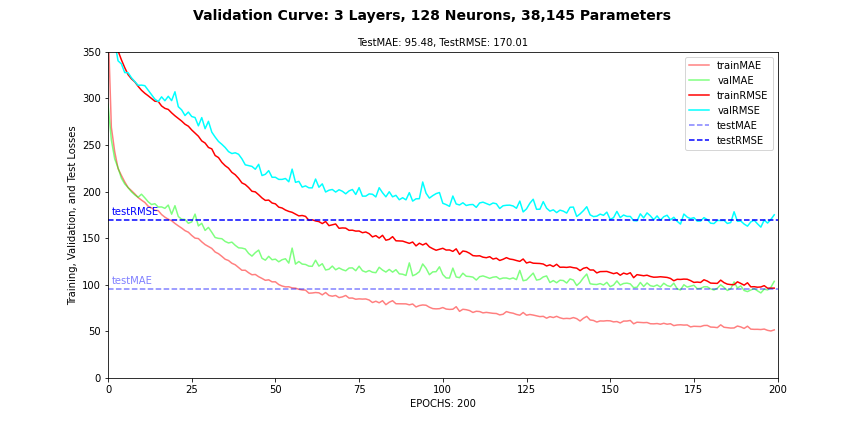 Validation Curve: 3 Layers, 128 Neurons, 38,145 Parameters
TestMAE: 95.48, TestRMSE: 170.01
Training, Validation, and Test Losses
350
300
250
200
150
100
50
0
testRMSE
testMAE
trainMAE
valMAE
trainRMSE
valRMSE
testMAE
testRMSE
0 25 50 75 100 125 150 175 200
EPOCHS: 200